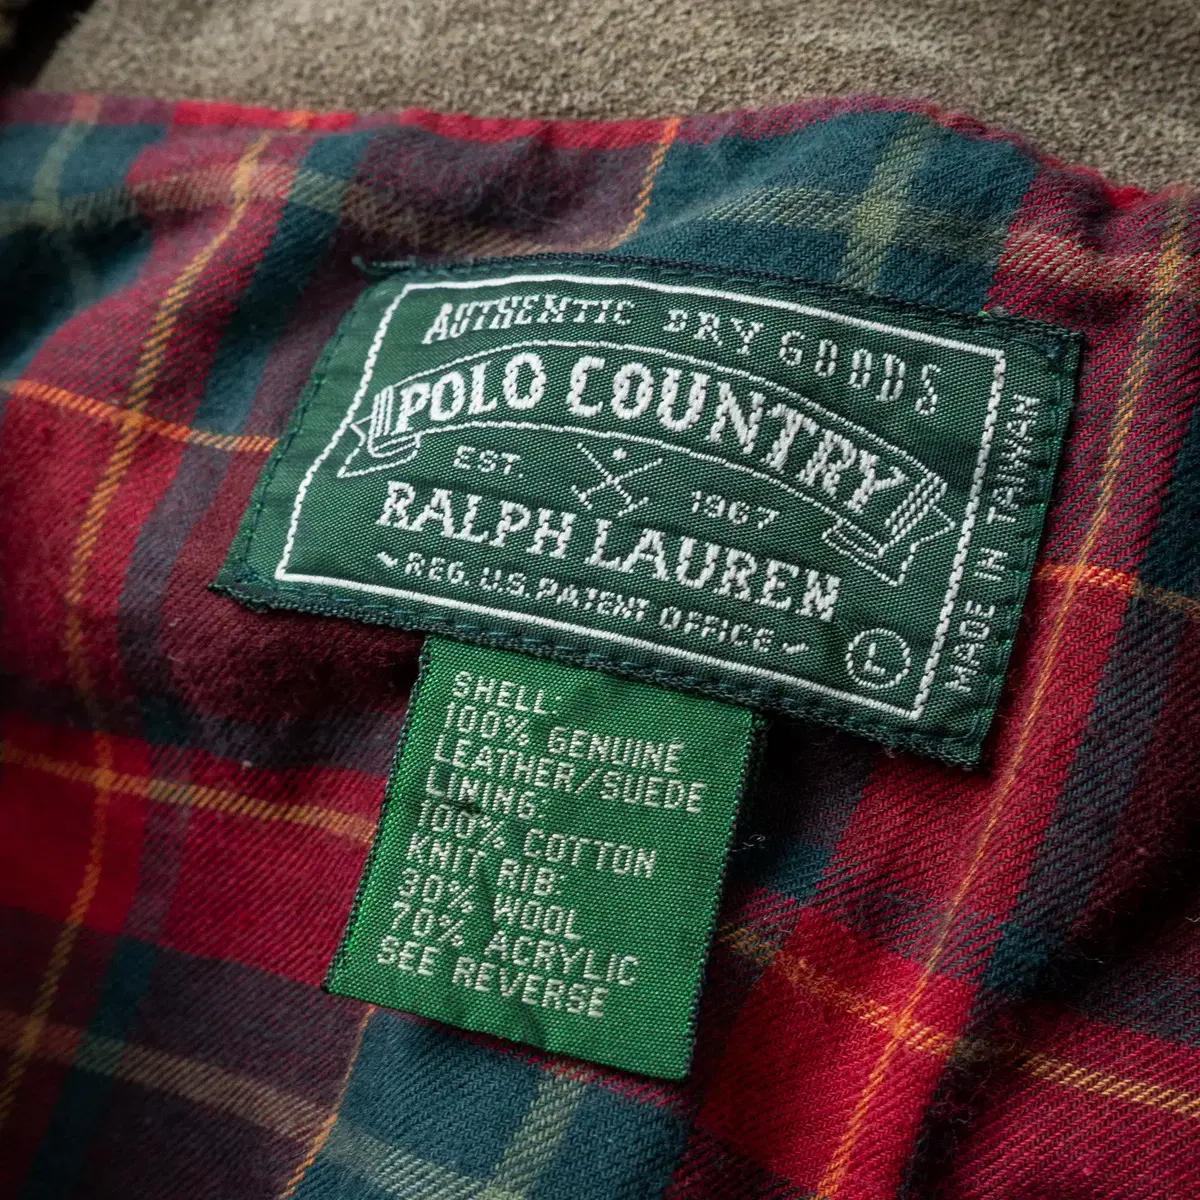 AUTHENTIC DRY GOODS
POLO COUNTRY
EST. 1967
RALPH LAUREN
REG. U.S. PATENT OFFICE
L
MADE IN TAIWAN
SHELL:
100% GENUINE
LEATHER/SUEDE
LINING:
100% COTTON
KNIT RIB:
30% WOOL
70% ACRYLIC
SEE REVERSE